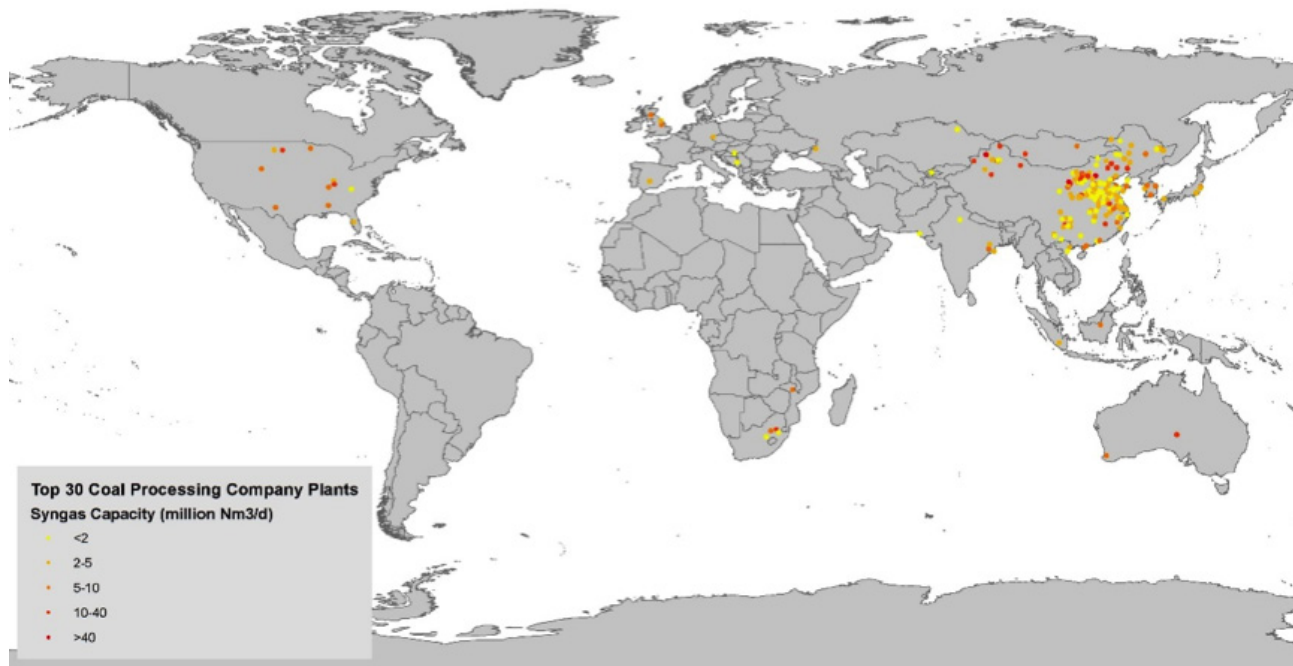 Top 30 Coal Processing Company Plants
Syngas Capacity (million Nm3/d)
<2
2-5
5-10
10-40
>40